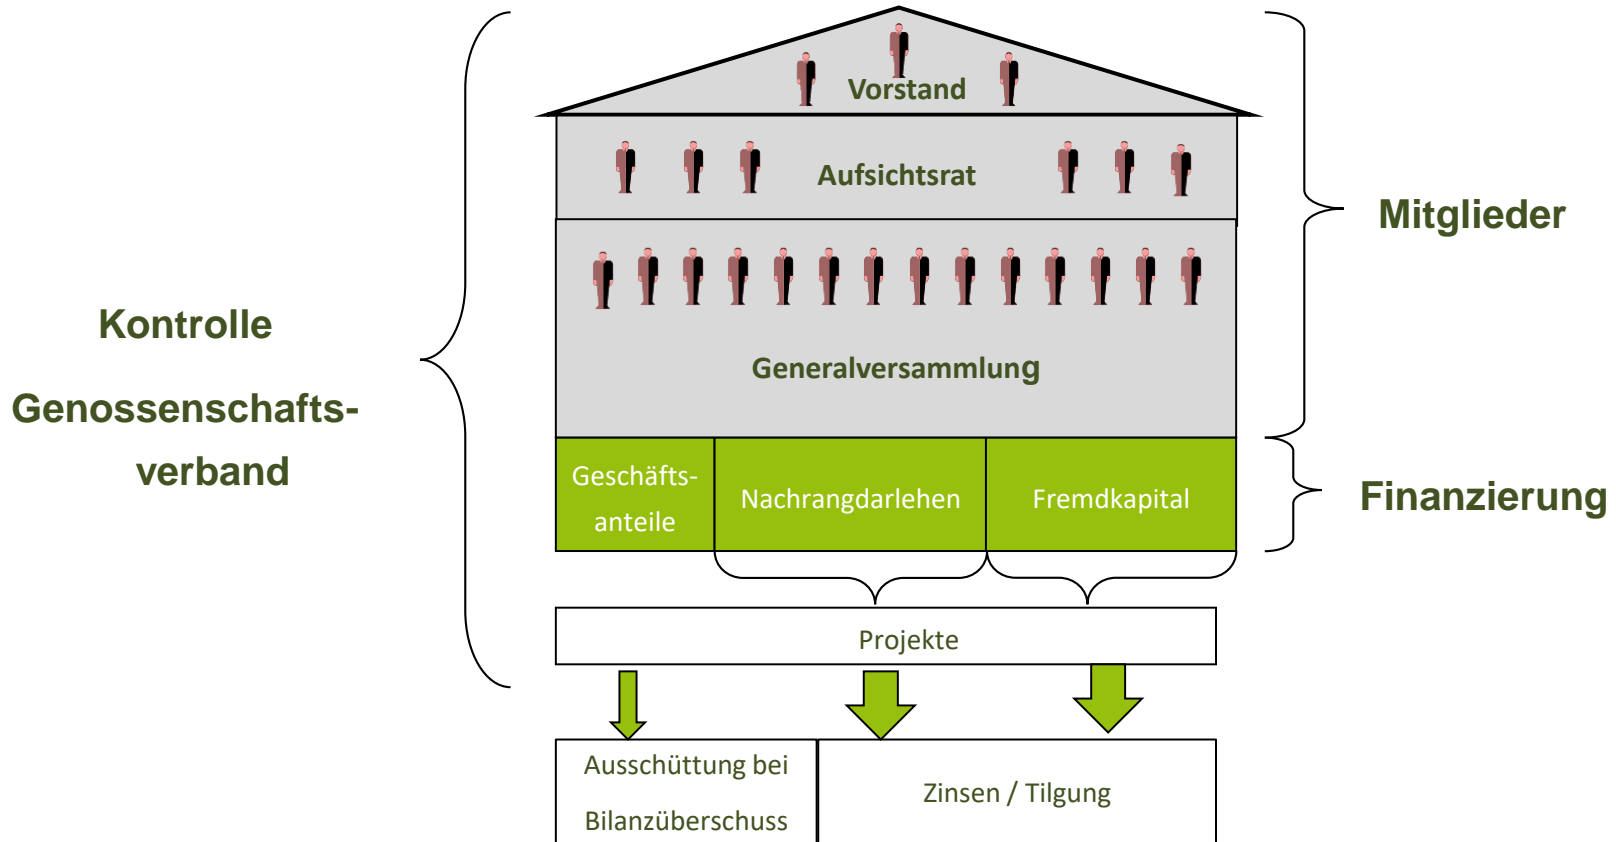 Vorstand
Aufsichtsrat
Mitglieder
Kontrolle
Genossenschafts-
verband
Generalversammlung
Geschäfts-
anteile
Nachrangdarlehen
Fremdkapital
Finanzierung
Projekte
Ausschüttung bei
Bilanzüberschuss
Zinsen / Tilgung